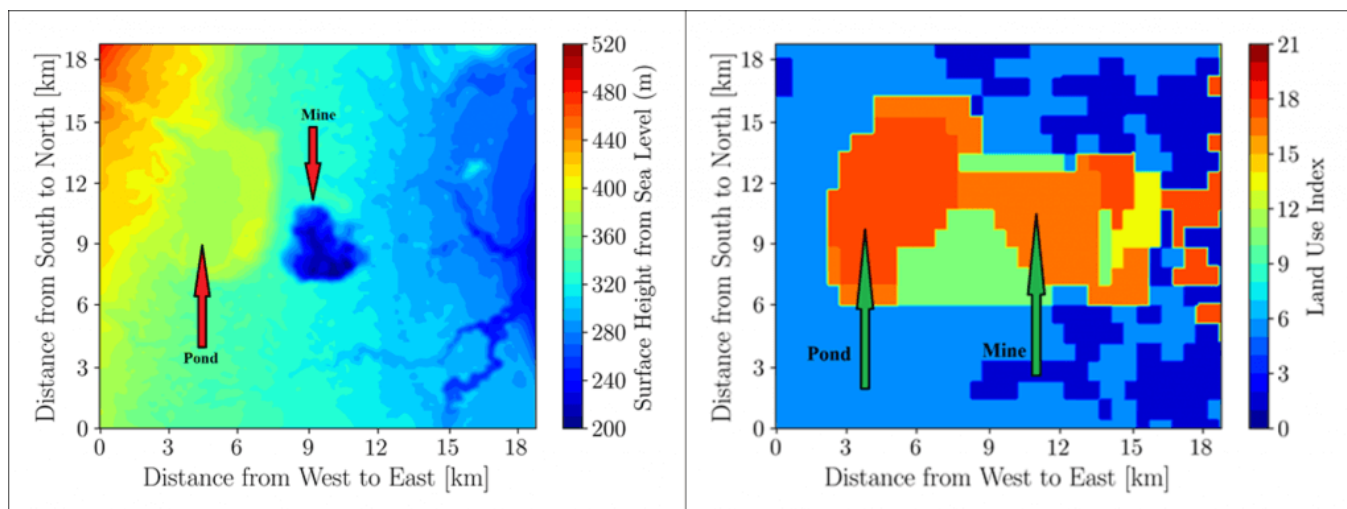 Distance from South to North [km]
18
15
12
9
6
3
0
0 3 6 9 12 15 18
Distance from West to East [km]
Mine
Pond
520
480
440
400
360
320
280
240
200
Surface Height from Sea Level (m)
Distance from South to North [km]
18
15
12
9
6
3
0
3 6 9 12 15 18
Distance from West to East [km]
Pond
Mine
21
18
15
12
9
6
3
0
Land Use Index